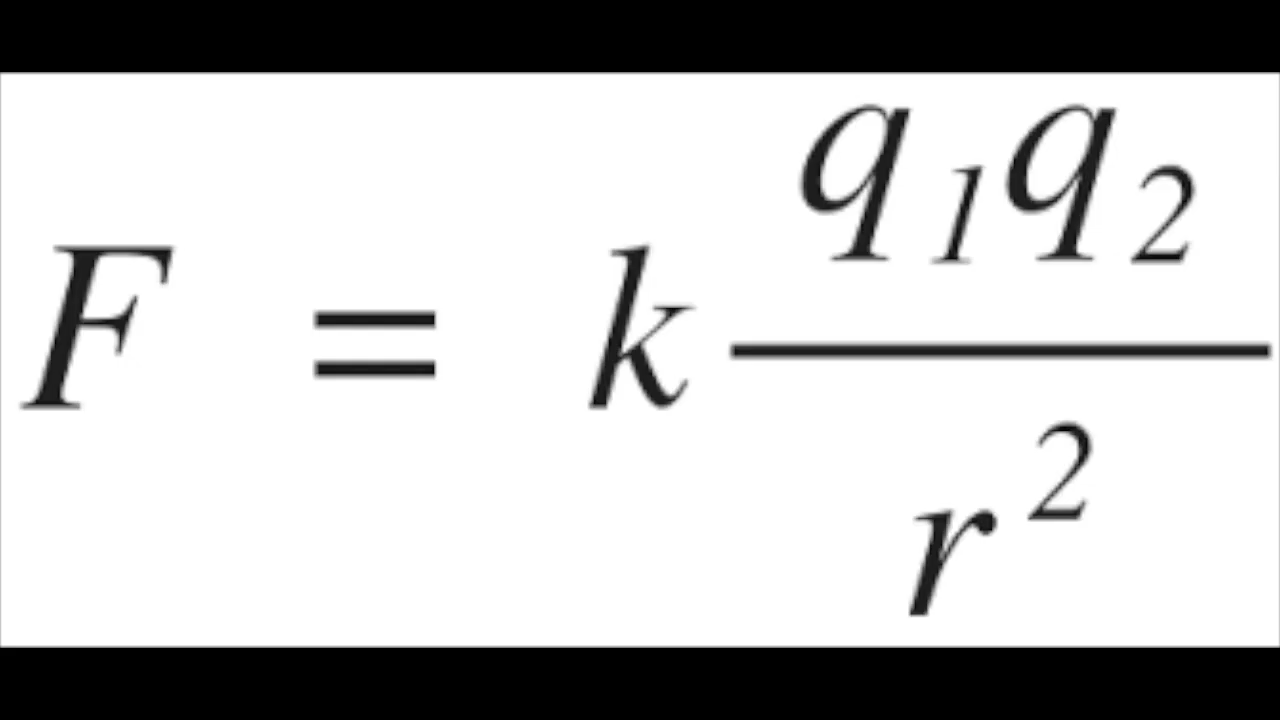 F = k q₁q₂ / r²